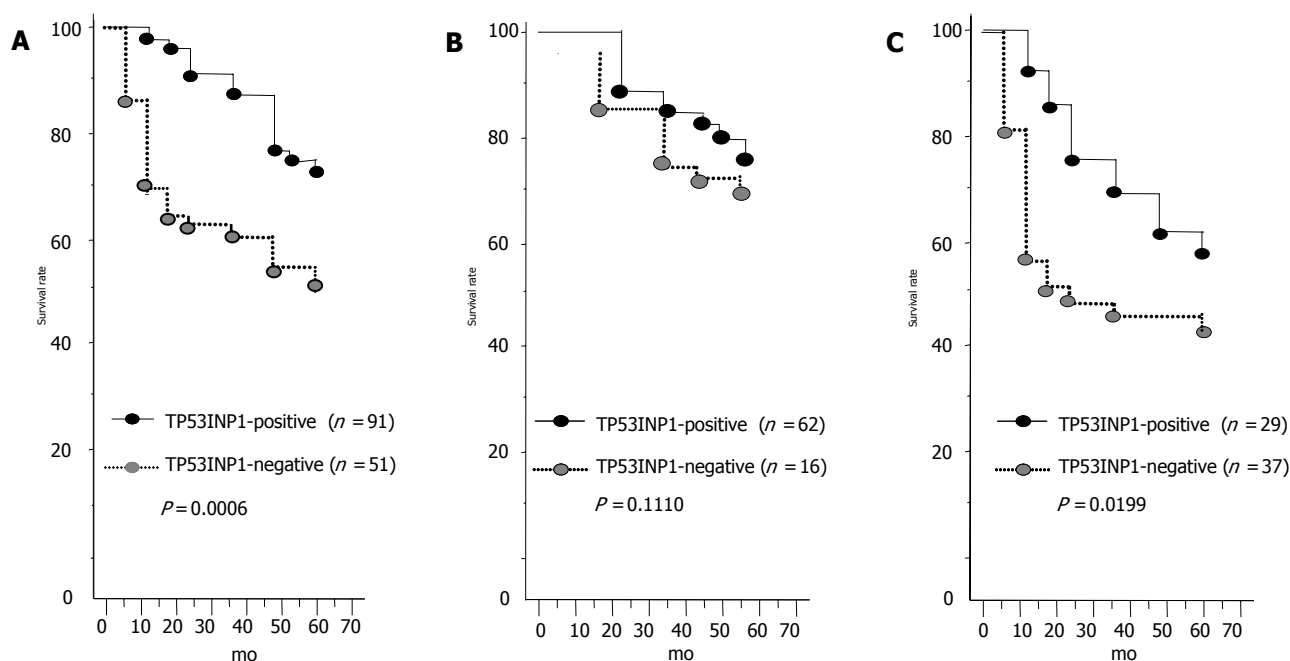 A
100
80
60
40
20
0
Survival rate
TP53INP1-positive (n = 91)
TP53INP1-negative (n = 51)
P = 0.0006
0 10 20 30 40 50 60 70
mo
B
100
80
60
40
20
0
Survival rate
TP53INP1-positive (n = 62)
TP53INP1-negative (n = 16)
P = 0.1110
0 10 20 30 40 50 60 70
mo
C
100
80
60
40
20
0
Survival rate
TP53INP1-positive (n = 29)
TP53INP1-negative (n = 37)
P = 0.0199
0 10 20 30 40 50 60 70
mo